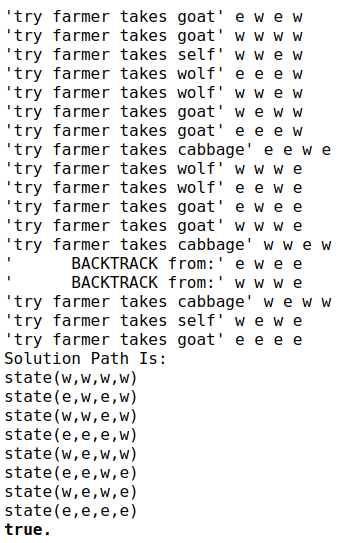 'try farmer takes goat' e w e w
'try farmer takes goat' w w w w
'try farmer takes self' w w e w
'try farmer takes wolf' e e e w
'try farmer takes wolf' w w e w
'try farmer takes goat' w e w w
'try farmer takes goat' e e e w
'try farmer takes cabbage' e e w e
'try farmer takes wolf' w w w e
'try farmer takes wolf' e e w e
'try farmer takes goat' e w e e
'try farmer takes goat' w w w e
'try farmer takes cabbage' w w e w
'      BACKTRACK from:' e w e e
'      BACKTRACK from:' w w w e
'try farmer takes cabbage' w e w w
'try farmer takes self' w e w e
'try farmer takes goat' e e e e
Solution Path Is:
state(w,w,w,w)
state(e,w,e,w)
state(w,w,e,w)
state(e,e,e,w)
state(w,e,w,w)
state(e,e,w,e)
state(w,e,w,e)
state(e,e,e,e)
true.